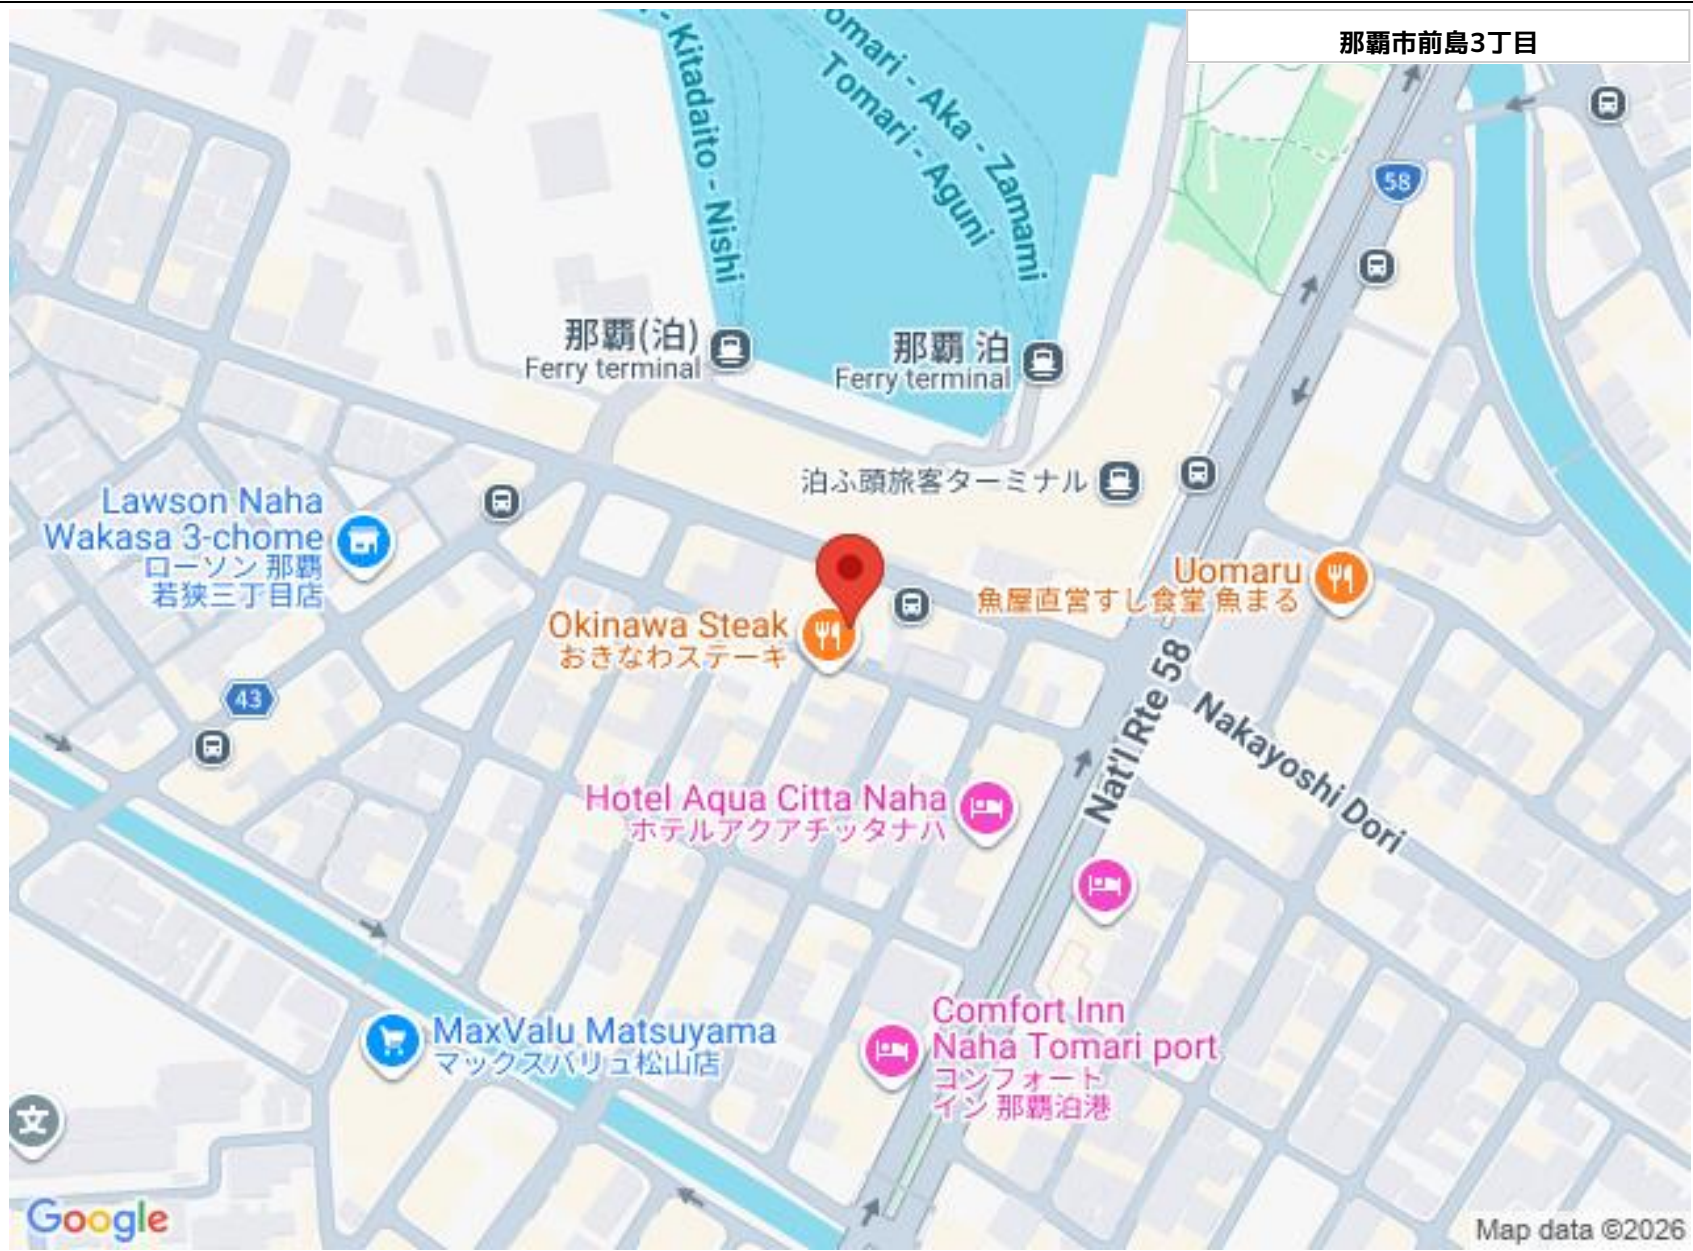 那覇市前島3丁目
- Kitadaito - Nishi
Tomari - Aka - Zamami
Tomari - Aguni
58
那覇(泊)
Ferry terminal
那覇 泊
Ferry terminal
泊ふ頭旅客ターミナル
Lawson Naha
Wakasa 3-chome
ローソン 那覇
若狭三丁目店
Uomaru
魚屋直営すし食堂 魚まる
Okinawa Steak
おきなわステーキ
43
Nat'l Rte 58
Nakayoshi Dori
Hotel Aqua Citta Naha
ホテルアクアチッタナハ
Comfort Inn
Naha Tomari port
コンフォート
イン 那覇泊港
MaxValu Matsuyama
マックスバリュ松山店
文
Google
Map data ©2026